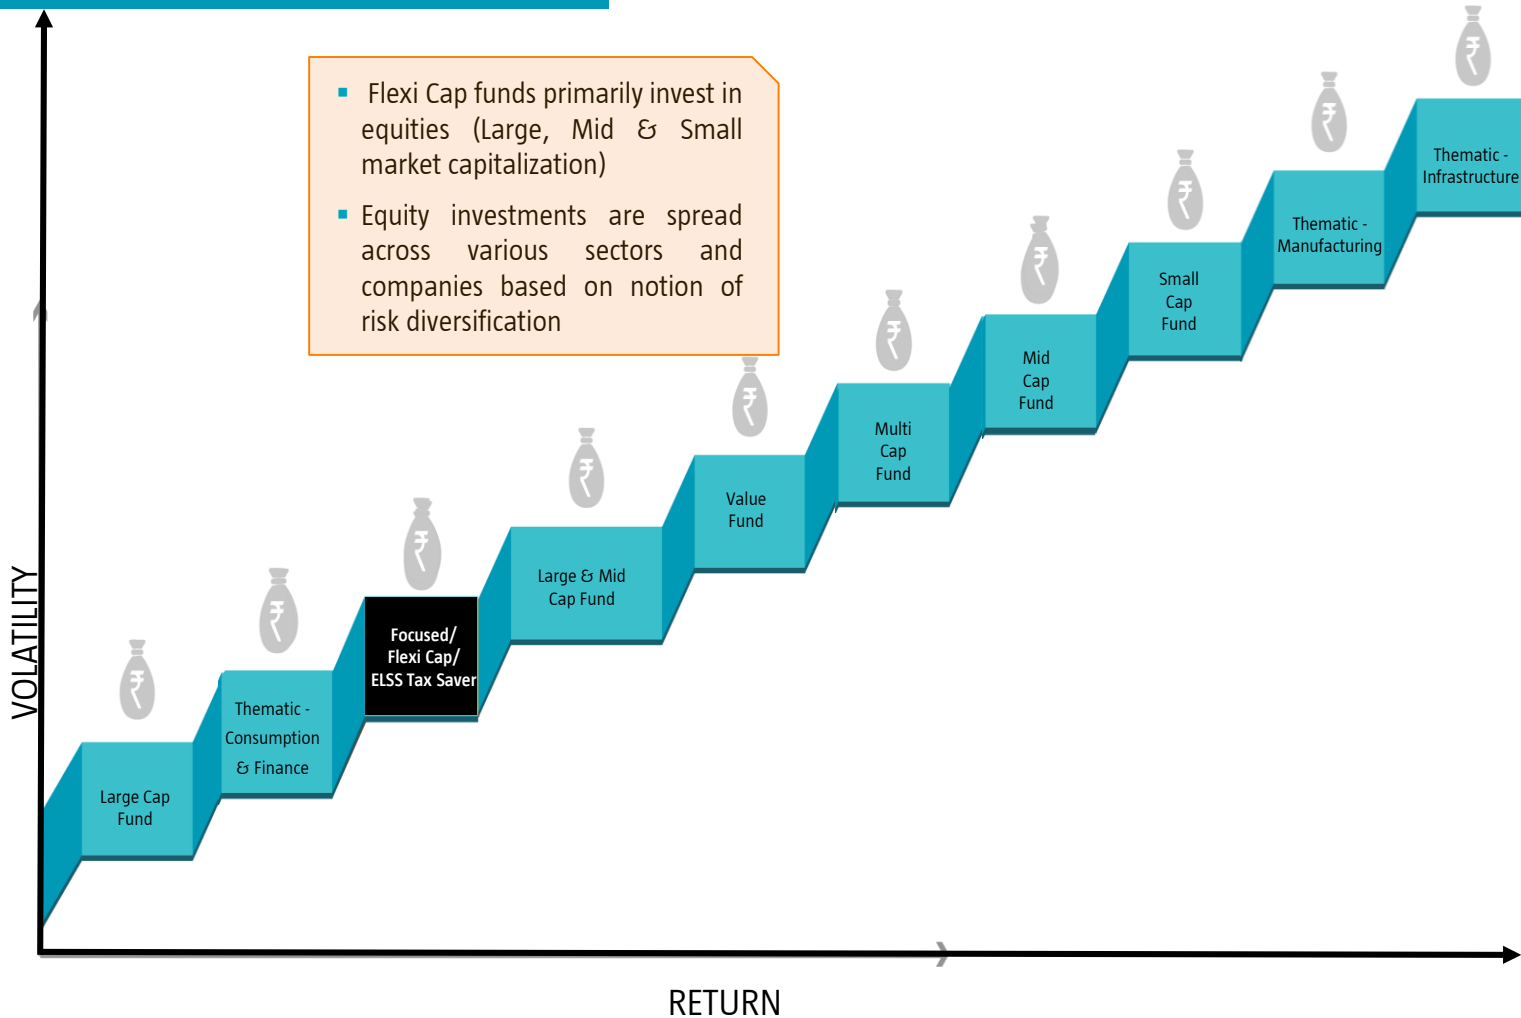 Flexi Cap funds primarily invest in
equities (Large, Mid & Small
market capitalization)
Equity investments are spread
across various sectors and
companies based on notion of
risk diversification
Thematic -
Infrastructure
Thematic -
Manufacturing
Small
Cap
Fund
Mid
Cap
Fund
Multi
Cap
Fund
Value
Fund
Large & Mid
Cap Fund
Focused/
Flexi Cap/
ELSS Tax Saver
Thematic -
Consumption
& Finance
Large Cap
Fund
VOLATILITY
RETURN
₹
₹
₹
₹
₹
₹
₹
₹
₹
₹